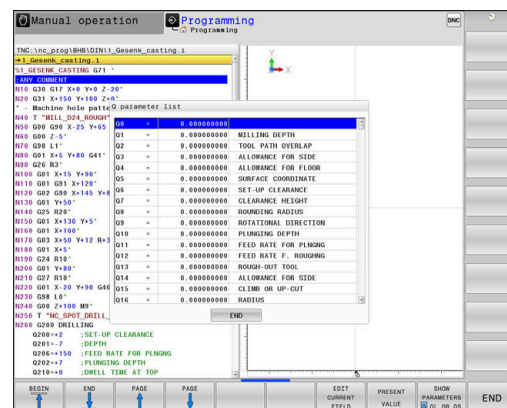 Manual operation
Programming
Programming
DNC
TNC:\nc_prog\BHB\DIN\1_Gesenk_casting.i
→1_Gesenk_casting.i
%1_GESENK_CASTING G71 *
;ANY COMMENT
N10 G30 G17 X+0 Y+0 Z-20*
N20 G31 X+150 Y+100 Z+0*
* - Machine hole patte
N40 T "MILL_D24_ROUGH"
N50 G00 G90 X-25 Y+65
N60 G00 Z-5*
N70 G98 L1*
N80 G01 X+5 Y+80 G41*
N90 G26 R3*
N100 G01 X+15 Y+90*
N110 G01 G91 X+120*
N120 G02 G90 X+145 Y+8
N130 G01 Y+50*
N140 G25 R20*
N150 G01 X+130 Y+5*
N160 G01 X+100*
N170 G03 X+50 Y+12 R+3
N180 G01 X+5*
N190 G24 R10*
N200 G01 Y+80*
N210 G27 R10*
N220 G01 X-20 Y+90 G40
N230 G98 L0*
N240 G00 Z+100 M9*
N250 T "NC_SPOT_DRILL_
N260 G200 DRILLING
Q200=+2 ;SET-UP CLEARANCE
Q201=-7 ;DEPTH
Q206=+150 ;FEED RATE FOR PLNGNG
Q202=+7 ;PLUNGING DEPTH
Q210=+0 ;DWELL TIME AT TOP
Y
X
Q parameter list
Q0 = 0.000000000
Q1 = 0.000000000 MILLING DEPTH
Q2 = 0.000000000 TOOL PATH OVERLAP
Q3 = 0.000000000 ALLOWANCE FOR SIDE
Q4 = 0.000000000 ALLOWANCE FOR FLOOR
Q5 = 0.000000000 SURFACE COORDINATE
Q6 = 0.000000000 SET-UP CLEARANCE
Q7 = 0.000000000 CLEARANCE HEIGHT
Q8 = 0.000000000 ROUNDING RADIUS
Q9 = 0.000000000 ROTATIONAL DIRECTION
Q10 = 0.000000000 PLUNGING DEPTH
Q11 = 0.000000000 FEED RATE FOR PLNGNG
Q12 = 0.000000000 FEED RATE F. ROUGHNG
Q13 = 0.000000000 ROUGH-OUT TOOL
Q14 = 0.000000000 ALLOWANCE FOR SIDE
Q15 = 0.000000000 CLIMB OR UP-CUT
Q16 = 0.000000000 RADIUS
END
BEGIN
END
PAGE
PAGE
EDIT
CURRENT
FIELD
PRESENT
VALUE
SHOW
PARAMETERS
Q QL QR QS
END